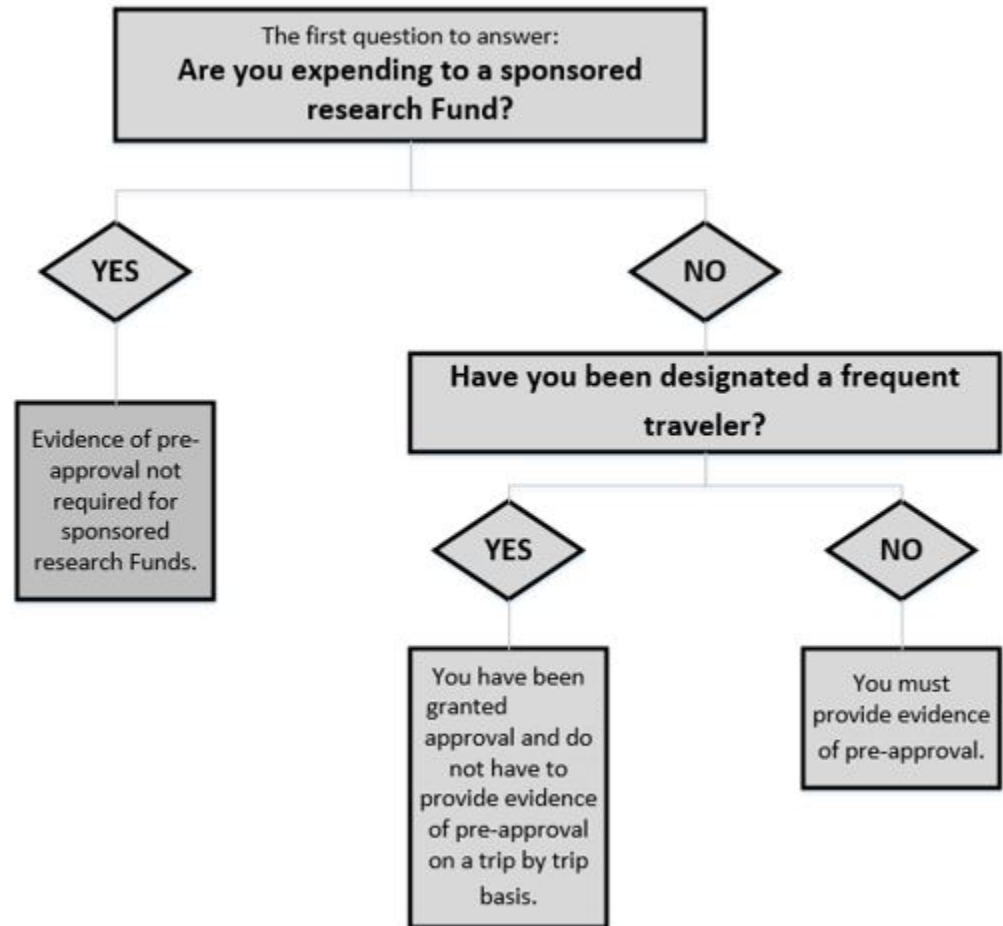 The first question to answer:
Are you expending to a sponsored
research Fund?
YES
NO
Evidence of pre-
approval not
required for
sponsored
research Funds.
Have you been designated a frequent
traveler?
YES
NO
You have been
granted
approval and do
not have to
provide evidence
of pre-approval
on a trip by trip
basis.
You must
provide evidence
of pre-approval.